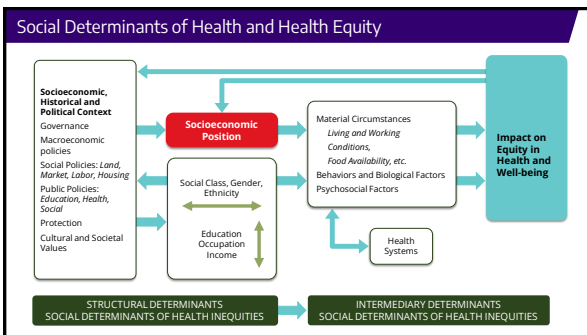 Social Determinants of Health and Health Equity
Socioeconomic,
Historical and
Political Context
Governance
Macroeconomic
policies
Social Policies: Land,
Market, Labor, Housing
Public Policies:
Education, Health,
Social
Protection
Cultural and Societal
Values
Socioeconomic
Position
Social Class, Gender,
Ethnicity
Education
Occupation
Income
Material Circumstances
Living and Working
Conditions,
Food Availability, etc.
Behaviors and Biological Factors
Psychosocial Factors
Health
Systems
Impact on
Equity in
Health and
Well-being
STRUCTURAL DETERMINANTS
SOCIAL DETERMINANTS OF HEALTH INEQUITIES
INTERMEDIARY DETERMINANTS
SOCIAL DETERMINANTS OF HEALTH INEQUITIES